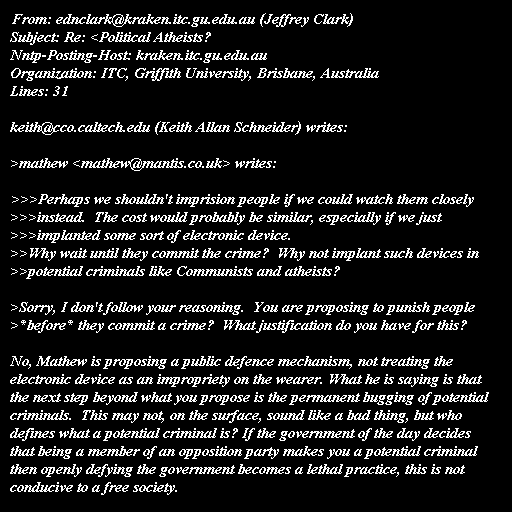 From: ednclark@kraken.itc.gu.edu.au (Jeffrey Clark)
Subject: Re: <Political Atheists?
Nntp-Posting-Host: kraken.itc.gu.edu.au
Organization: ITC, Griffith University, Brisbane, Australia
Lines: 31

keith@cco.caltech.edu (Keith Allan Schneider) writes:

>mathew <mathew@mantis.co.uk> writes:

>>>Perhaps we shouldn't imprision people if we could watch them closely
>>>instead.  The cost would probably be similar, especially if we just
>>>implanted some sort of electronic device.
>>Why wait until they commit the crime?  Why not implant such devices in
>>potential criminals like Communists and atheists?

>Sorry, I don't follow your reasoning.  You are proposing to punish people
>*before* they commit a crime?  What justification do you have for this?

No, Mathew is proposing a public defence mechanism, not treating the
electronic device as an impropriety on the wearer. What he is saying is that
the next step beyond what you propose is the permanent bugging of potential
criminals.  This may not, on the surface, sound like a bad thing, but who
defines what a potential criminal is? If the government of the day decides
that being a member of an opposition party makes you a potential criminal
then openly defying the government becomes a lethal practice, this is not
conducive to a free society.